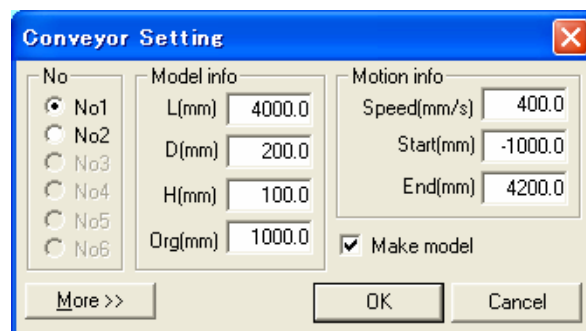 Conveyor Setting
No
No1
No2
No3
No4
No5
No6
Model info
L(mm) 4000.0
D(mm) 200.0
H(mm) 100.0
Org(mm) 1000.0
Motion info
Speed(mm/s) 400.0
Start(mm) -1000.0
End(mm) 4200.0
Make model
More >>
OK
Cancel